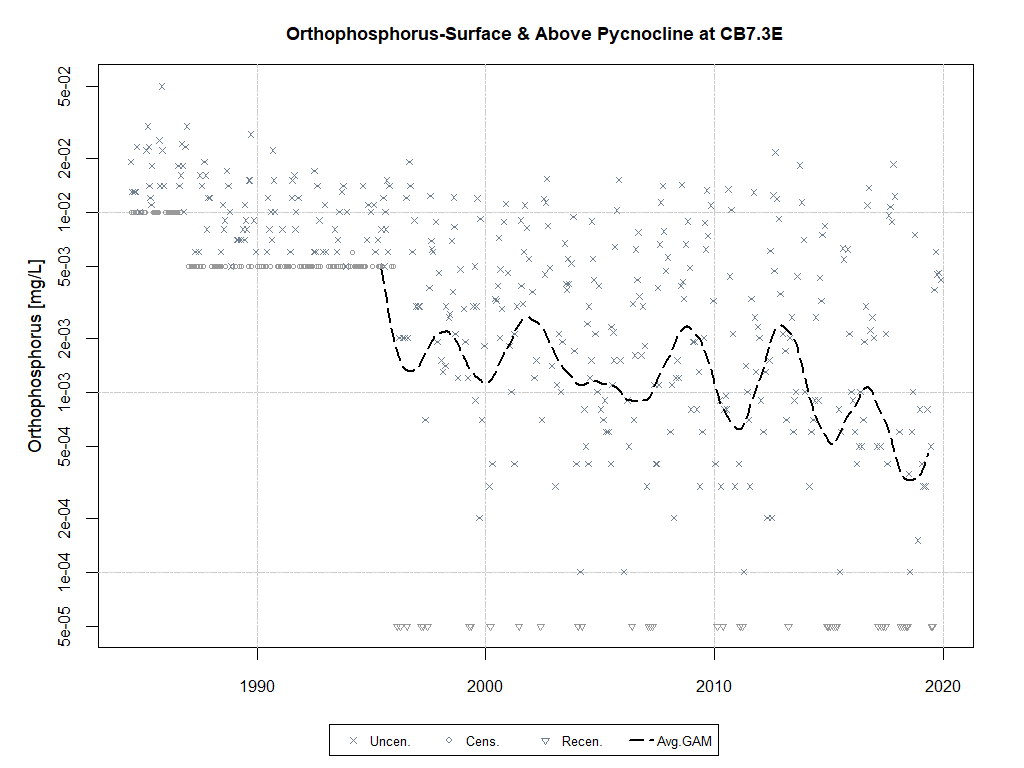 Orthophosphorus-Surface & Above Pycnocline at CB7.3E
Orthophosphorus [mg/L]
5e-02
2e-02
1e-02
5e-03
2e-03
1e-03
5e-04
2e-04
1e-04
5e-05
1990 2000 2010 2020
Uncen. Cens. Recen. Avg.GAM